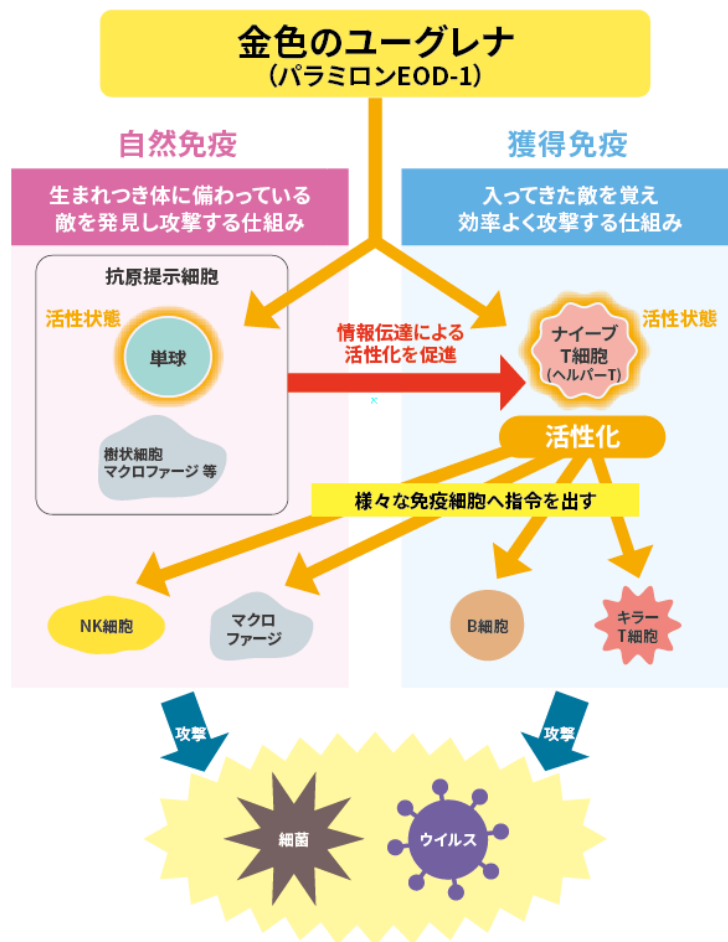 金色のユーグレナ
（パラミロンEOD-1）
自然免疫
獲得免疫
生まれつき体に備わっている
敵を発見し攻撃する仕組み
入ってきた敵を覚え
効率よく攻撃する仕組み
抗原提示細胞
活性状態
単球
樹状細胞
マクロファージ 等
情報伝達による
活性化を促進
ナイーブ
T細胞
(ヘルパーT)
活性状態
活性化
様々な免疫細胞へ指令を出す
NK細胞
マクロ
ファージ
B細胞
キラー
T細胞
攻撃
攻撃
細菌
ウイルス